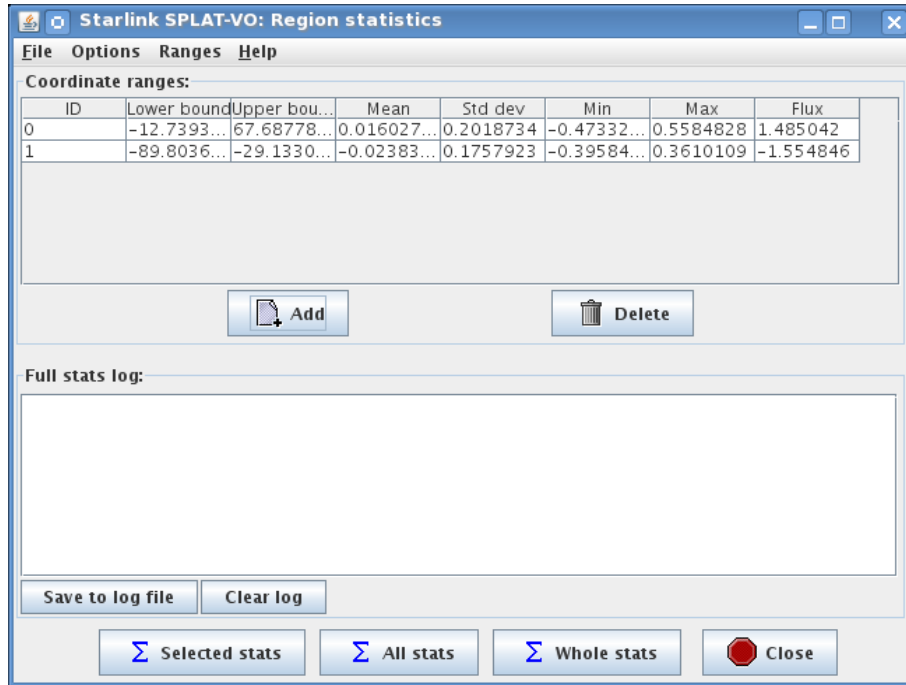 Starlink SPLAT-VO: Region statistics
File Options Ranges Help
Coordinate ranges:
ID Lower bound Upper bou... Mean Std dev Min Max Flux
0 −12.7393... 67.68778... 0.016027... 0.2018734 −0.47332... 0.5584828 1.485042
1 −89.8036... −29.1330... −0.02383... 0.1757923 −0.39584... 0.3610109 −1.554846
Add Delete
Full stats log:
Save to log file Clear log
Σ Selected stats Σ All stats Σ Whole stats Close